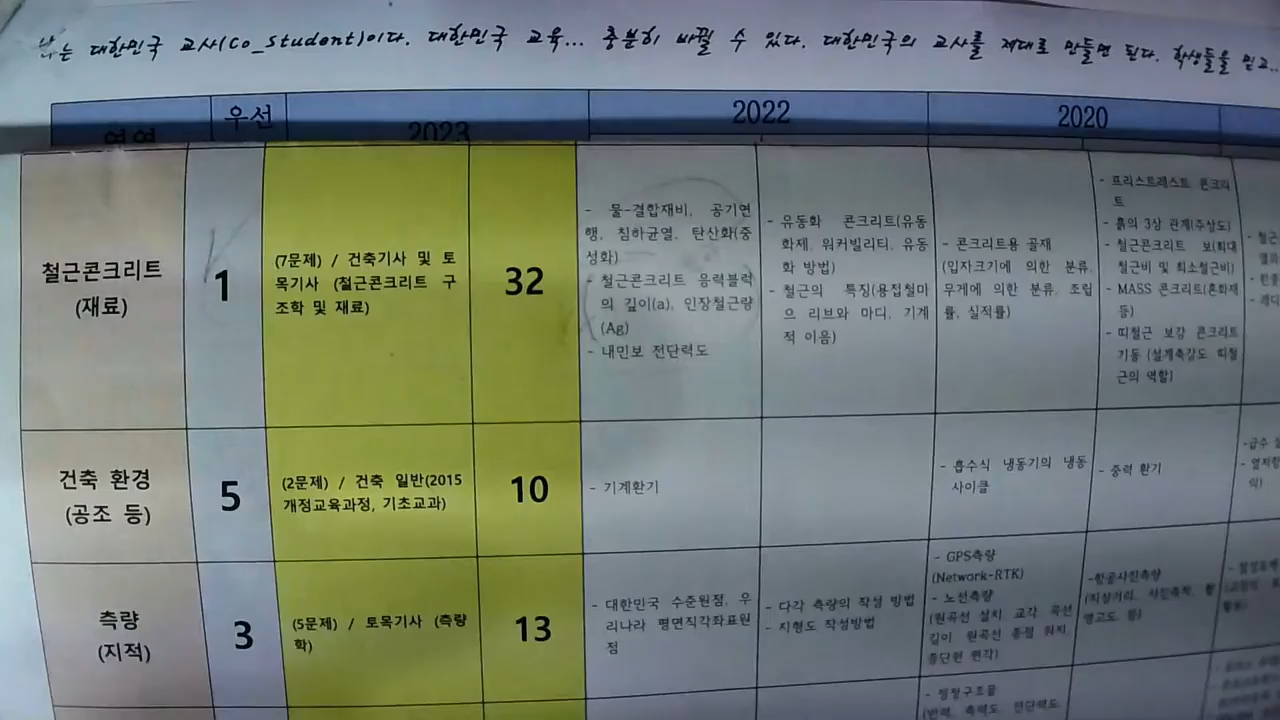 나는 대한민국 교사(Co_student)이다. 대한민국 교육... 충분히 바뀔 수 있다. 대한민국의 교사를 제대로 만들면 된다. 학생들을 믿고..
우선 2023 2022 2020
철근콘크리트
(재료)
1
(7문제) / 건축기사 및 토
목기사 (철근콘크리트 구
조학 및 재료)
32
- 물-결합재비, 공기연
행, 침하균열, 탄산화(중
성화)
- 철근콘크리트 응력블럭
의 깊이(a), 인장철근량
(Ag)
- 내민보 전단력도
- 유동화 콘크리트(유동
화제, 워커빌리티, 유동
화 방법)
- 철근의 특징(용접철마
으 리브와 마디, 기계
적 이음)
- 콘크리트용 골재
(입자크기에 의한 분류,
무게에 의한 분류, 조립
률, 실적률)
- 프리스트레스트 콘크리
트
- 흙의 3상 관계(주상도)
- 철근콘크리트 보(최대
철근비 및 최소철근비)
- MASS 콘크리트(혼화재
등)
- 띠철근 보강 콘크리트
기둥 (설계축강도 띠철
근의 역할)
- 철근
건축 환경
(공조 등)
5
(2문제) / 건축 일반(2015
개정교육과정, 기초교과)
10
- 기계환기
- 흡수식 냉동기의 냉동
사이클
- 중력 환기
- 급수
측량
(지적)
3
(5문제) / 토목기사 (측량
학)
13
- 대한민국 수준원점, 우
리나라 평면직각좌표원
점
- 다각 측량의 작성 방법
- 지형도 작성방법
- GPS측량
(Network-RTK)
- 노선측량
(원곡선 설치 교각 곡선
길이 원곡선 종점 위치,
종단현 편각)
- 항공사진측량
등)